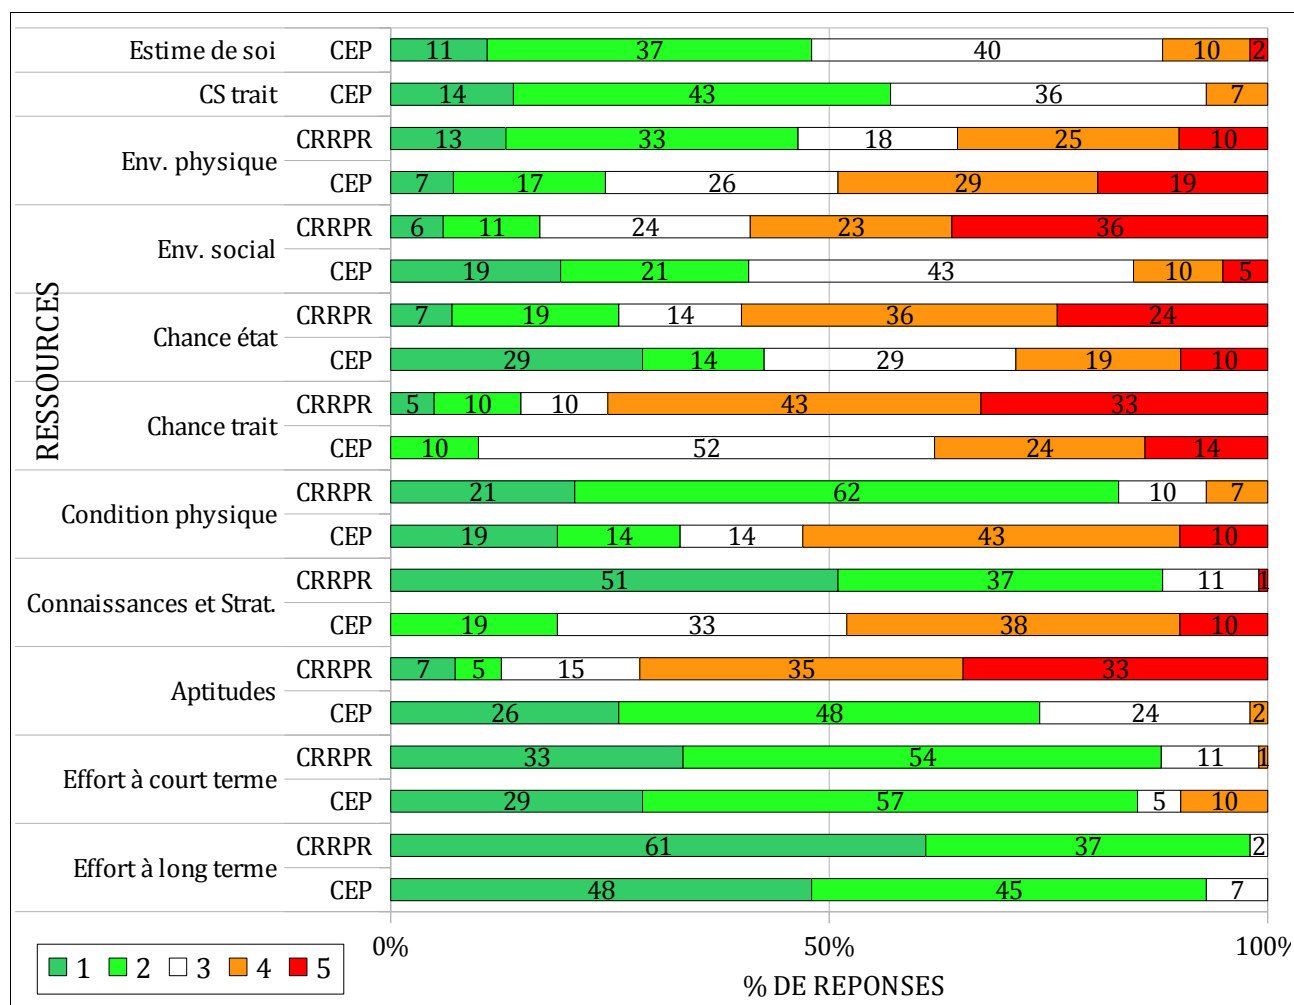 Estime de soi CEP 11 37 40 10 2
CS trait CEP 14 43 36 7
Env. physique
CRRPR 13 33 18 25 10
CEP 7 17 26 29 19
Env. social
CRRPR 6 11 24 23 36
CEP 19 21 43 10 5
RESSOURCES
Chance état
CRRPR 7 19 14 36 24
CEP 29 14 29 19 10
Chance trait
CRRPR 5 10 10 43 33
CEP 10 52 24 14
Condition physique
CRRPR 21 62 10 7
CEP 19 14 14 43 10
Connaissances et Strat.
CRRPR 51 37 11 1
CEP 19 33 38 10
Aptitudes
CRRPR 7 5 15 35 33
CEP 26 48 24 2
Effort à court terme
CRRPR 33 54 11 1
CEP 29 57 5 10
Effort à long terme
CRRPR 61 37 2
CEP 48 45 7
0% 50% 100%
1 2 3 4 5
% DE REPONSES